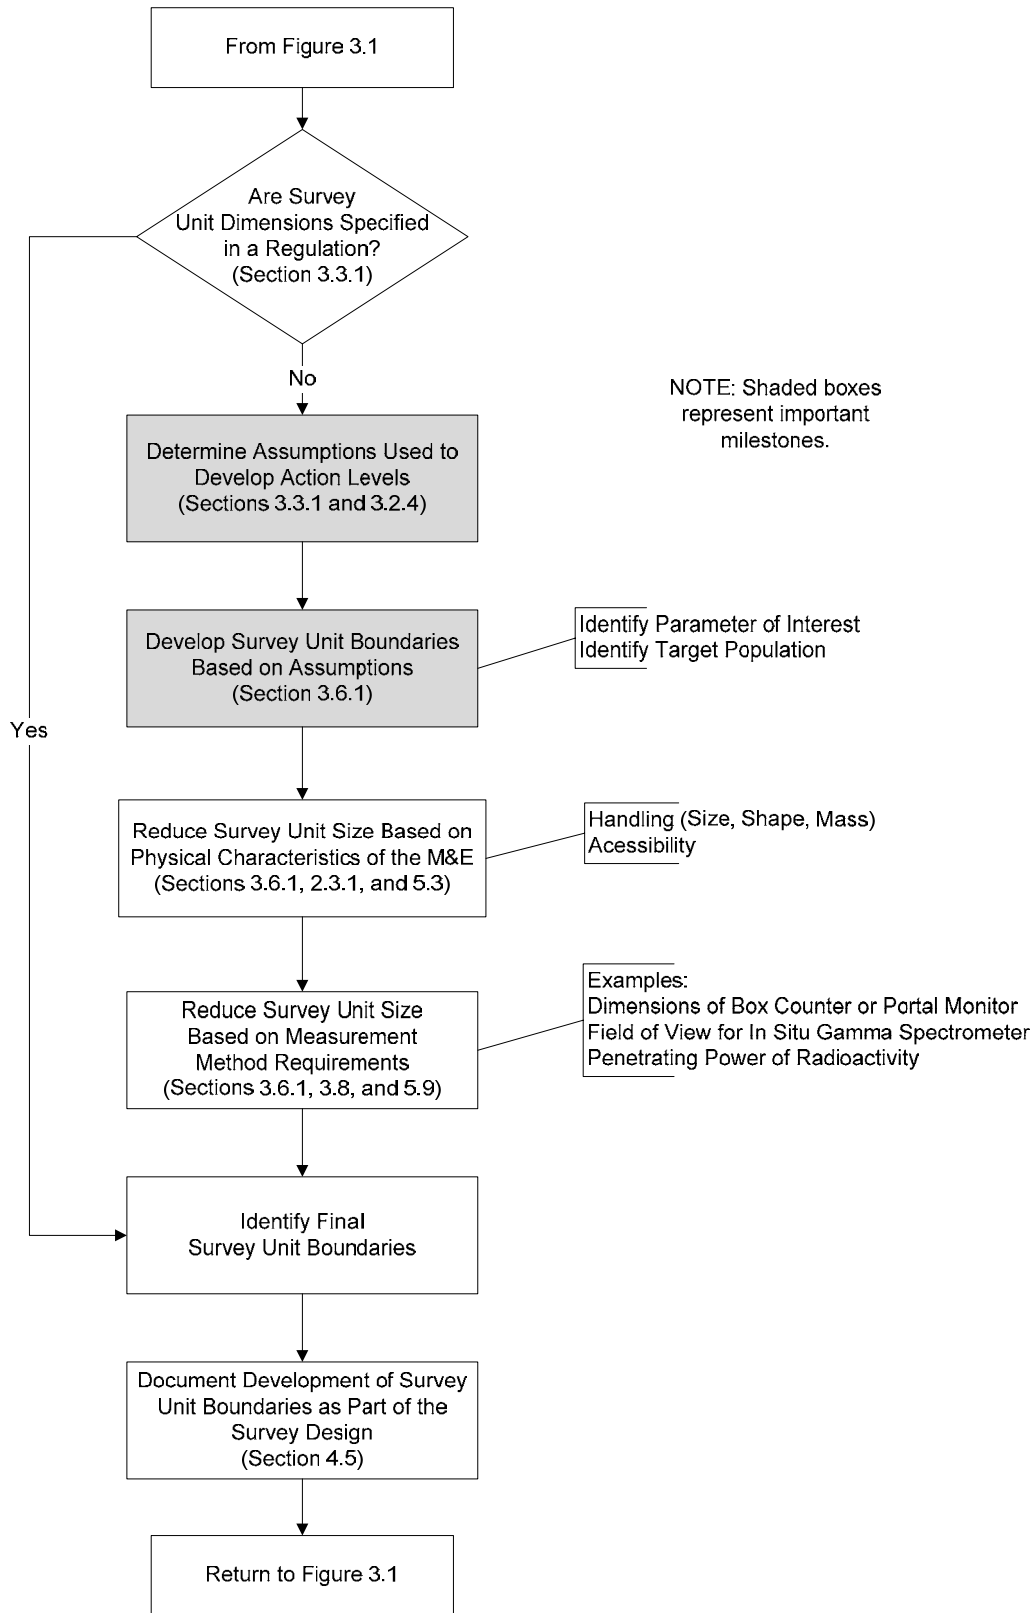 From Figure 3.1
Are Survey
Unit Dimensions Specified
in a Regulation?
(Section 3.3.1)
No
NOTE: Shaded boxes
represent important
milestones.
Determine Assumptions Used to
Develop Action Levels
(Sections 3.3.1 and 3.2.4)
Develop Survey Unit Boundaries
Based on Assumptions
(Section 3.6.1)
Identify Parameter of Interest
Identify Target Population
Yes
Reduce Survey Unit Size Based on
Physical Characteristics of the M&E
(Sections 3.6.1, 2.3.1, and 5.3)
Handling (Size, Shape, Mass)
Acessibility
Reduce Survey Unit Size
Based on Measurement
Method Requirements
(Sections 3.6.1, 3.8, and 5.9)
Examples:
Dimensions of Box Counter or Portal Monitor
Field of View for In Situ Gamma Spectrometer
Penetrating Power of Radioactivity
Identify Final
Survey Unit Boundaries
Document Development of Survey
Unit Boundaries as Part of the
Survey Design
(Section 4.5)
Return to Figure 3.1